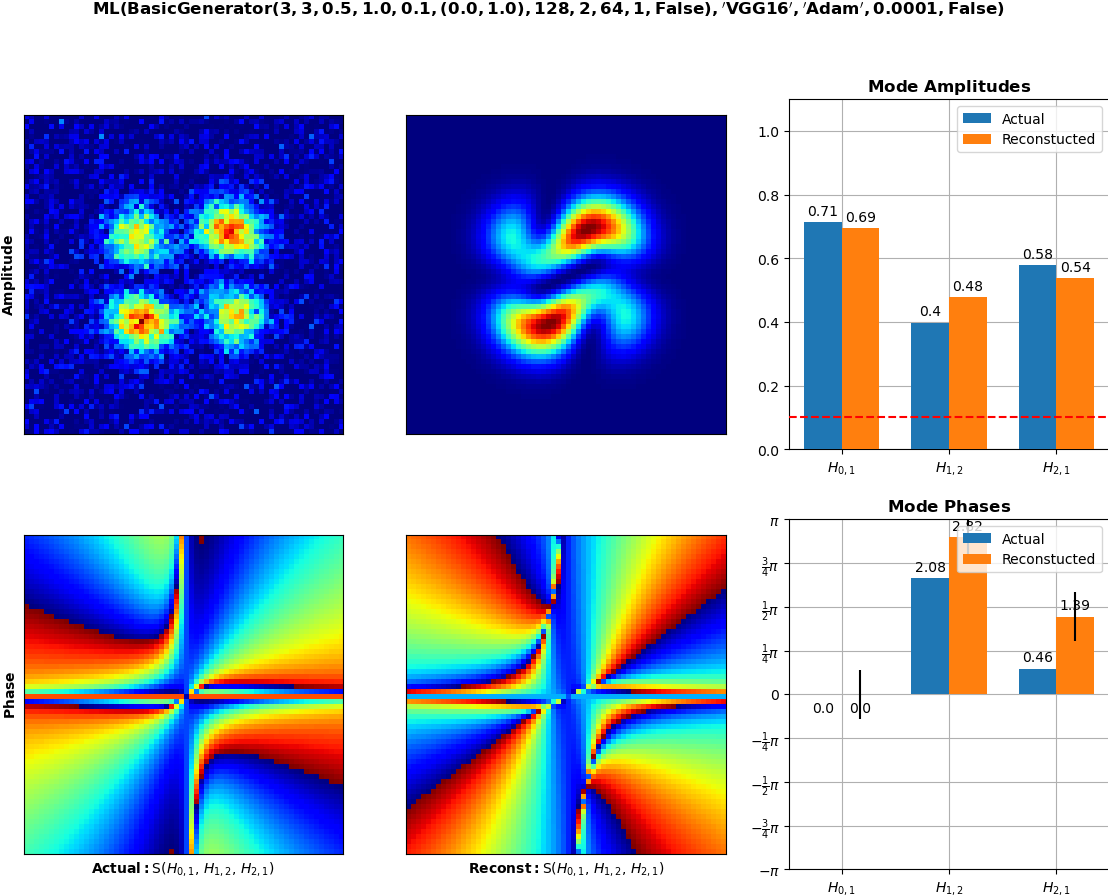 ML(BasicGenerator(3, 3, 0.5, 1.0, 0.1, (0.0, 1.0), 128, 2, 64, 1, False), 'VGG16', 'Adam', 0.0001, False)
Amplitude
Mode Amplitudes
Actual
Reconstucted
1.0
0.8
0.6
0.4
0.2
0.0
0.71
0.69
0.4
0.48
0.58
0.54
H0,1
H1,2
H2,1
Phase
Actual: S(H0,1, H1,2, H2,1)
Reconst: S(H0,1, H1,2, H2,1)
Mode Phases
Actual
Reconstucted
π
3/4π
1/2π
1/4π
0
−1/4π
−1/2π
−3/4π
−π
0.0
0.0
2.08
2.82
0.46
1.39
H0,1
H1,2
H2,1